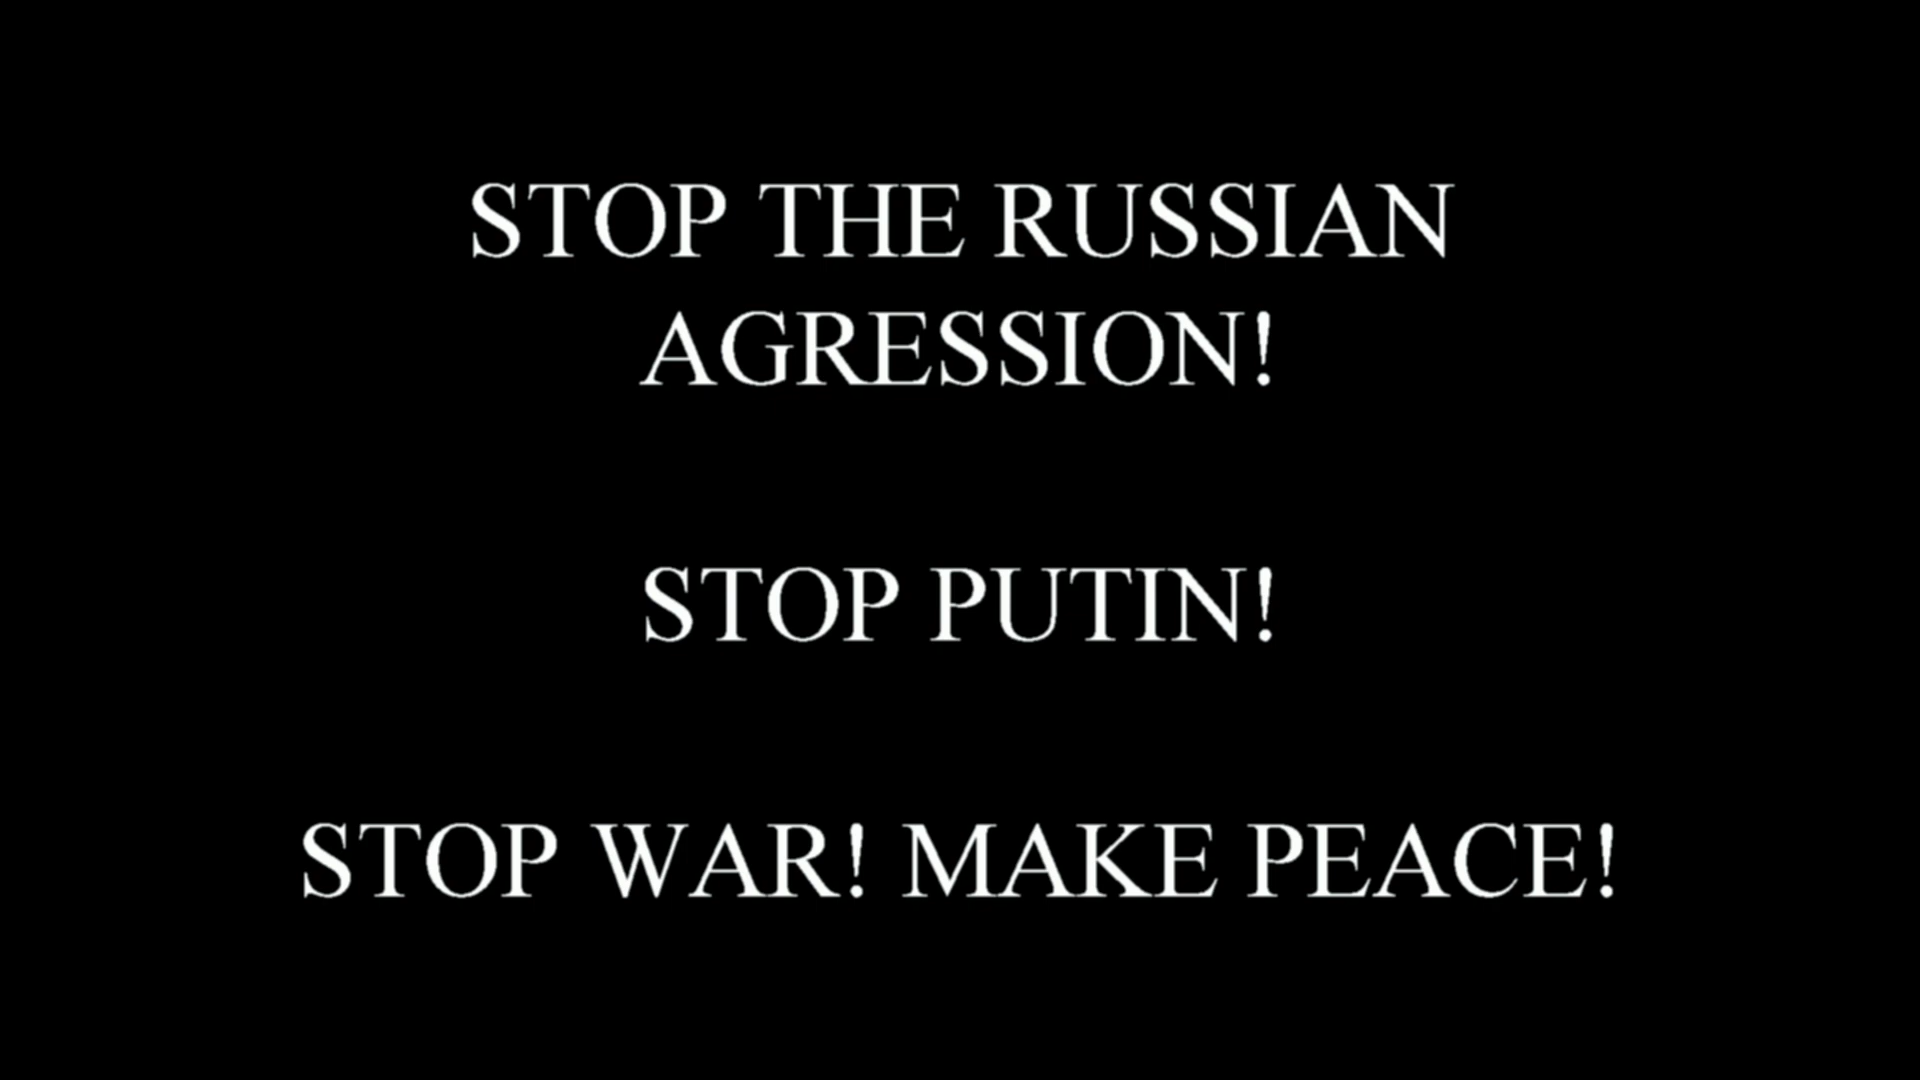 STOP THE RUSSIAN
AGRESSION!
STOP PUTIN!
STOP WAR! MAKE PEACE!